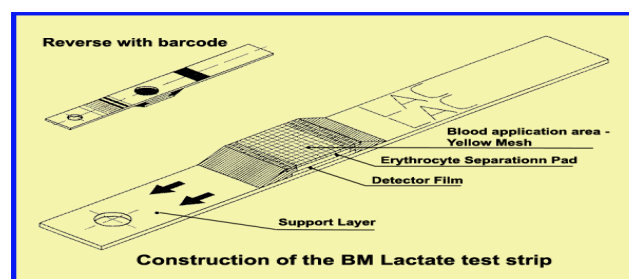 Reverse with barcode
LAC
LAC
Blood application area -
Yellow Mesh
Erythrocyte Separationn Pad
Detector Film
Support Layer
Construction of the BM Lactate test strip